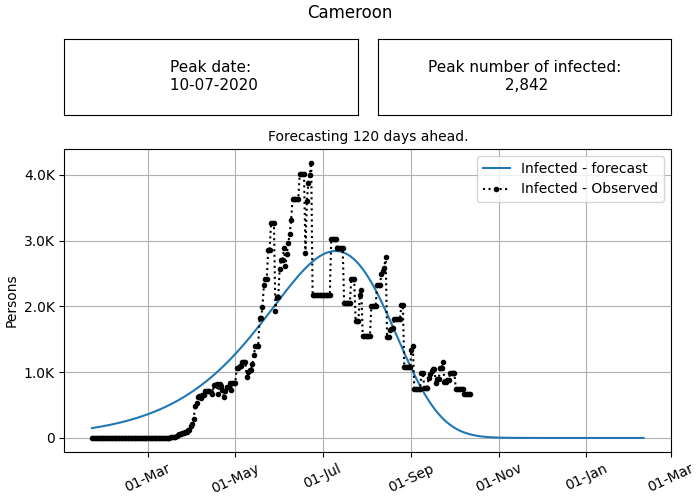 Cameroon
Peak date:
10-07-2020
Peak number of infected:
2,842
Forecasting 120 days ahead.
Infected - forecast
Infected - Observed
4.0K
3.0K
2.0K
1.0K
0
Persons
01-Mar
01-May
01-Jul
01-Sep
01-Nov
01-Jan
01-Mar